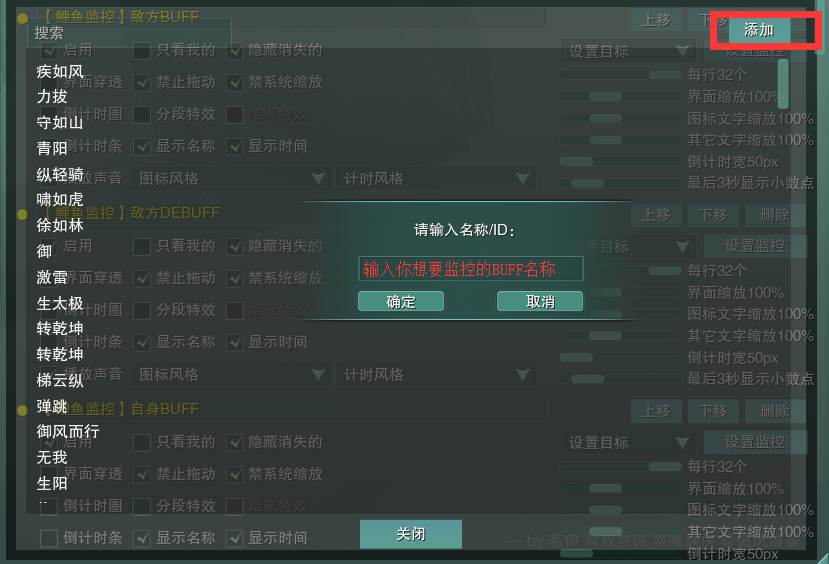 【鲤鱼监控】敌方BUFF 上移 下移 添加
搜索
启用 只看我的 隐藏消失的 设置目标 设置监控
疾如风 每行32个
界面穿透 禁止拖动 禁系统缩放 界面缩放100%
力拔
倒计时圈 分段特效 结束特效 图标文字缩放100%
守如山
倒计时条 显示名称 显示时间 其它文字缩放100%
青阳 倒计时宽50px
纵轻骑 播放声音 图标风格 计时风格 最后3秒显示小数点
啸如虎
【鲤鱼监控】敌方DEBUFF 上移 下移 删除
徐如林
请输入名称/ID:
启用 只看我的 隐藏消失的 设置目标 设置监控
御
输入你想要监控的BUFF名称 每行32个
激雷 界面穿透 禁止拖动 禁系统缩放 界面缩放100%
确定 取消
生太极 倒计时圈 分段特效 结束特效 图标文字缩放100%
转乾坤
倒计时条 显示名称 显示时间 其它文字缩放100%
转乾坤 倒计时宽50px
播放声音 图标风格 计时风格 最后3秒显示小数点
梯云纵
弹跳
【鲤鱼监控】自身BUFF 上移 下移 删除
御风而行
启用 只看我的 隐藏消失的 设置目标 设置监控
无我 每行32个
界面穿透 禁止拖动 禁系统缩放 界面缩放100%
生阳
倒计时圈 分段特效 结束特效 图标文字缩放100%
关闭
倒计时条 显示名称 显示时间 其它文字缩放100%
倒计时宽50px
by 茗伊